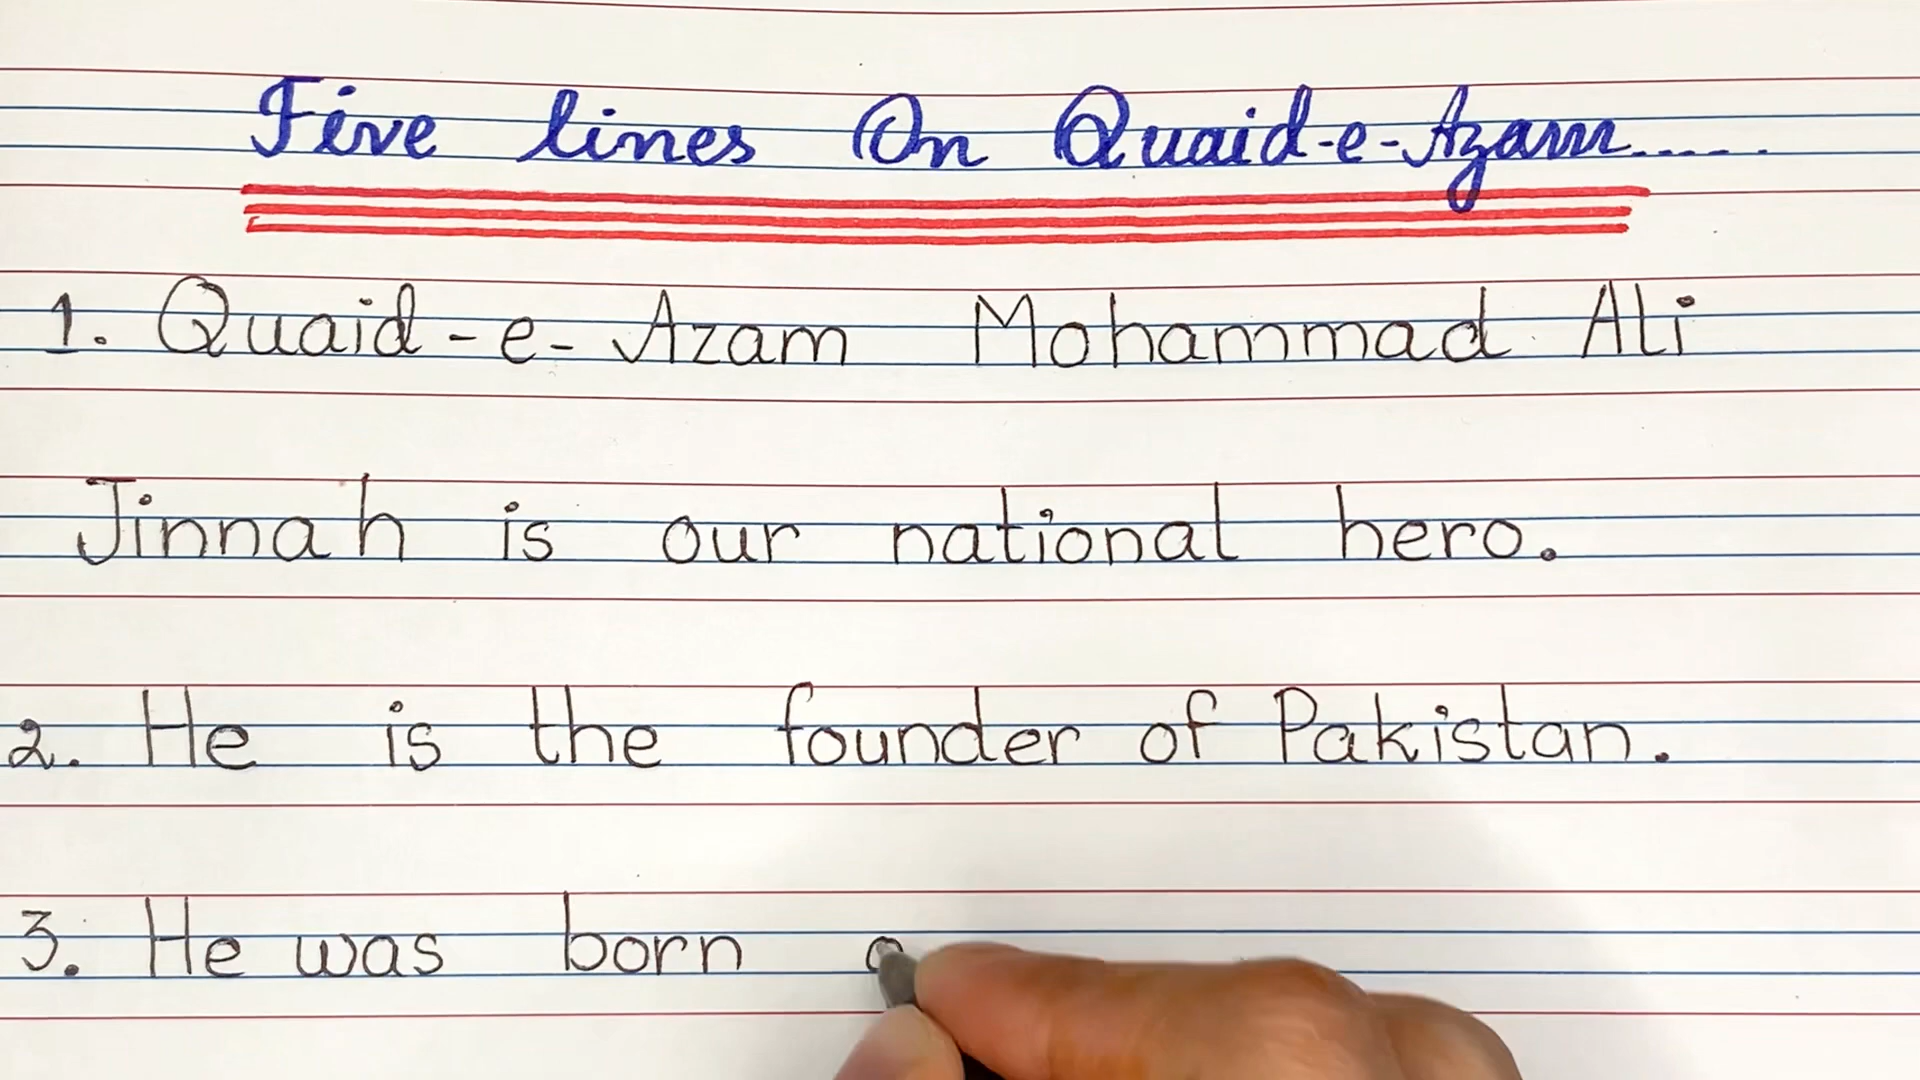 Five lines On Quaid-e-Azam.....
1. Quaid-e-Azam Mohammad Ali
Jinnah is our national hero.
2. He is the founder of Pakistan.
3. He was born o